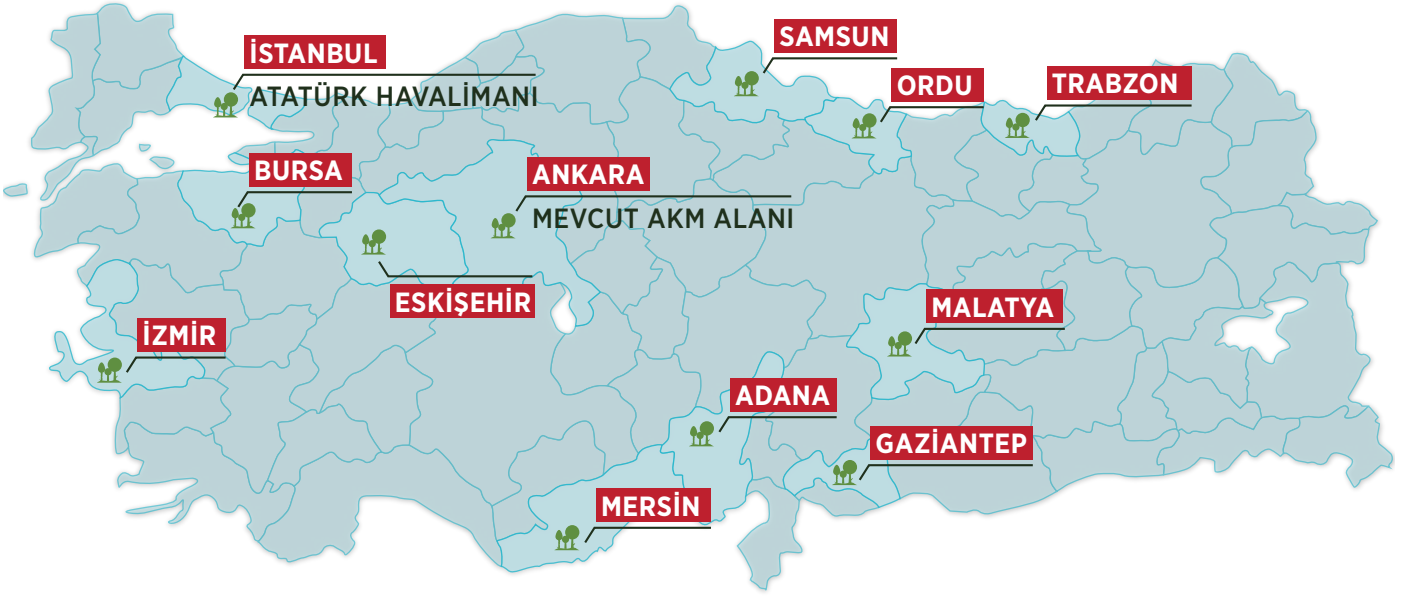 İSTANBUL
ATATÜRK HAVALİMANI
SAMSUN
ORDU
TRABZON
BURSA
ANKARA
MEVCUT AKM ALANI
ESKİŞEHİR
MALATYA
İZMİR
ADANA
GAZİANTEP
MERSİN